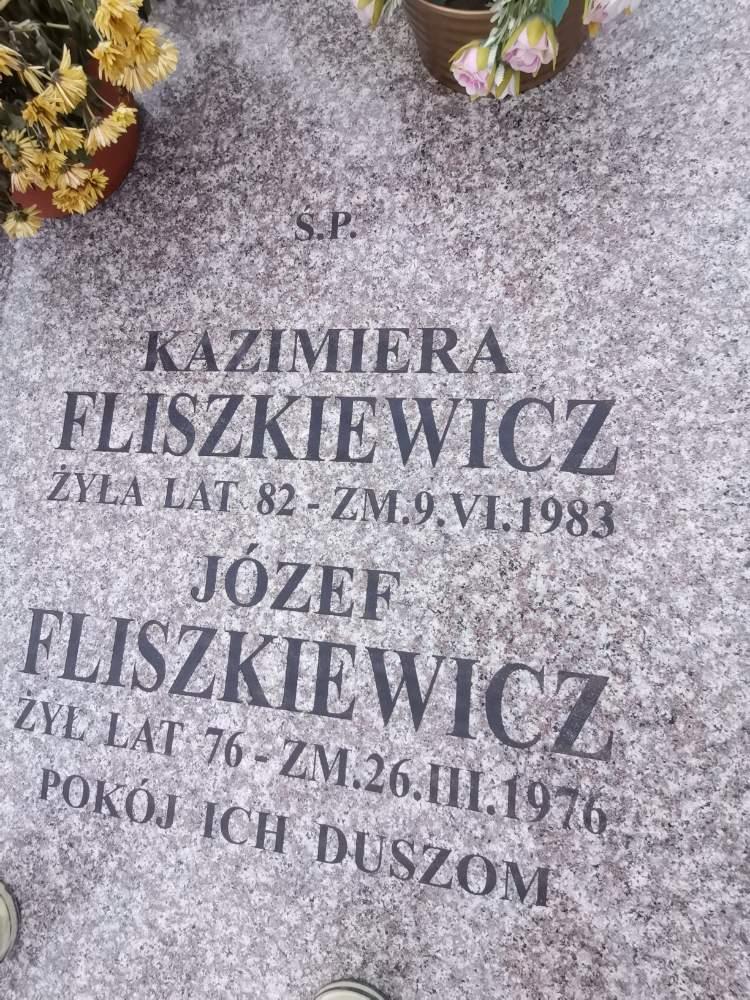 Ś.P.
KAZIMIERA
FLISZKIEWICZ
ŻYŁA LAT 82 - ZM.9.VI.1983
JÓZEF
FLISZKIEWICZ
ŻYŁ LAT 76 - ZM.26.III.1976
POKÓJ ICH DUSZOM